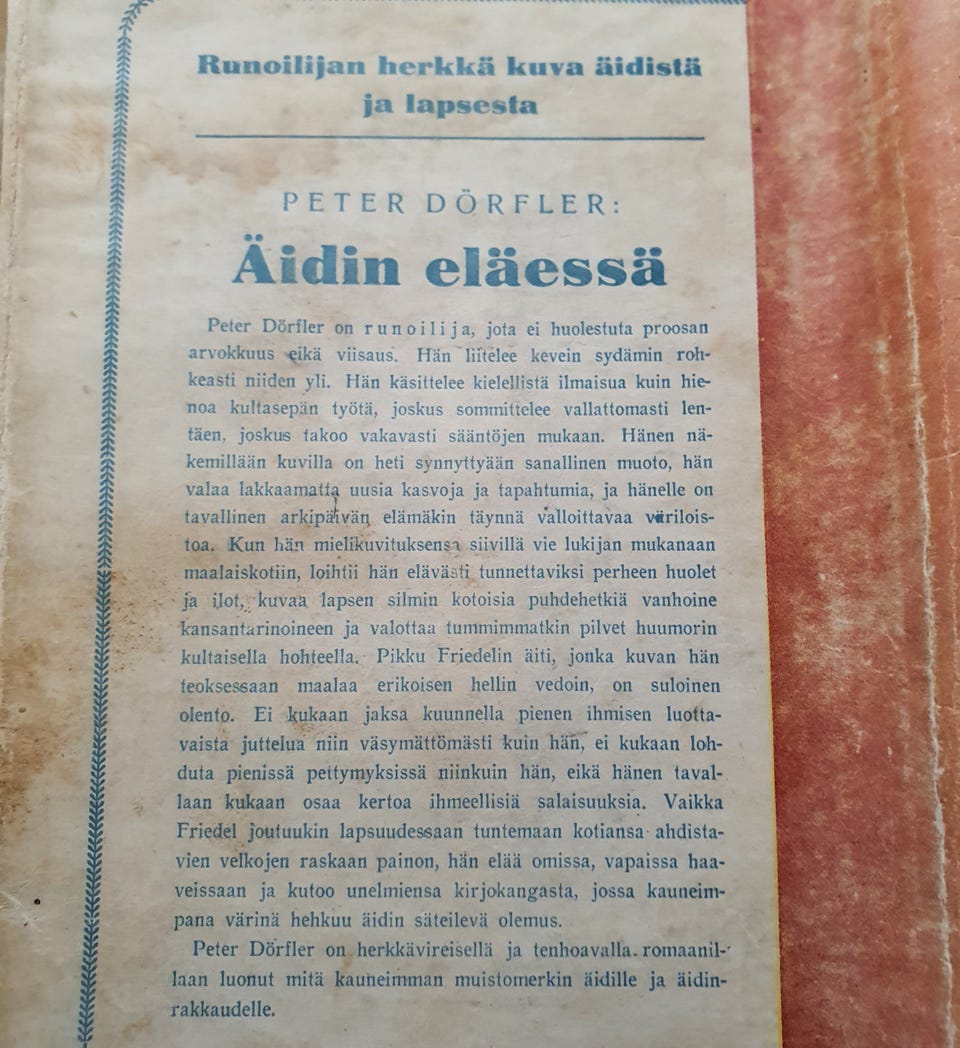 Runoilijan herkkä kuva äidistä
ja lapsesta
PETER DÖRFLER:
Äidin eläessä
Peter Dörfler on runoilija, jota ei huolestuta proosan
arvokkuus eikä viisaus. Hän liitelee kevein sydämin roh-
keasti niiden yli. Hän käsittelee kielellistä ilmaisua kuin hie-
noa kultasepän työtä, joskus sommittelee vallattomasti len-
täen, joskus takoo vakavasti sääntöjen mukaan. Hänen nä-
kemillään kuvilla on heti synnyttyään sanallinen muoto, hän
valaa lakkaamatta uusia kasvoja ja tapahtumia, ja hänelle on
tavallinen arkipäivän elämäkin täynnä valloittavaa värilois-
toa. Kun hän mielikuvituksensa siivillä vie lukijan mukanaan
maalaiskotiin, loihtii hän elävästi tunnettaviksi perheen huolet
ja ilot, kuvaa lapsen silmin kotoisia puhdehetkiä vanhoine
kansantarinoineen ja valottaa tummimmatkin pilvet huumorin
kultaisella hohteella. Pikku Friedelin äiti, jonka kuvan hän
teoksessaan maalaa erikoisen hellin vedoin, on suloinen
olento. Ei kukaan jaksa kuunnella pienen ihmisen luotta-
vaista juttelua niin väsymättömästi kuin hän, ei kukaan loh-
duta pienissä pettymyksissä niinkuin hän, eikä hänen taval-
laan kukaan osaa kertoa ihmeellisiä salaisuuksia. Vaikka
Friedel joutuukin lapsuudessaan tuntemaan kotiansa ahdista-
vien velkojen raskaan painon, hän elää omissa, vapaissa haa-
veissaan ja kutoo unelmiensa kirjokangasta, jossa kauneim-
pana värinä hehkuu äidin säteilevä olemus.
Peter Dörfler on herkkävireisellä ja tenhoavalla romaanil-
laan luonut mitä kauneimman muistomerkin äidille ja äidin-
rakkaudelle.